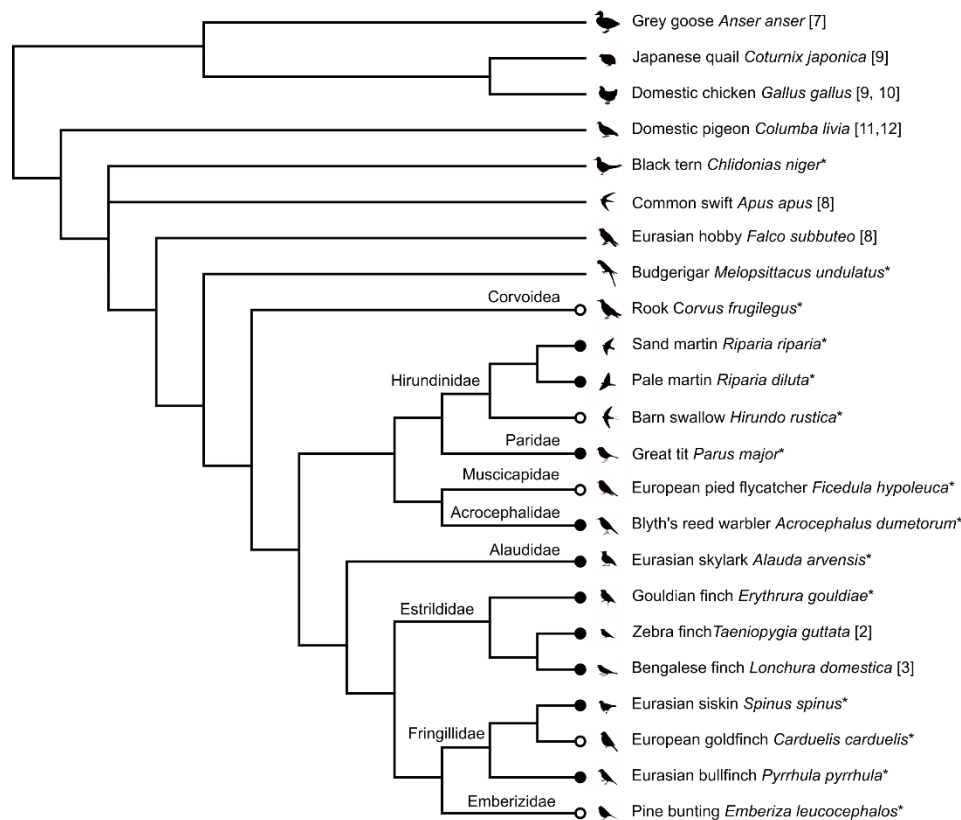 Grey goose Anser anser [7]
Japanese quail Coturnix japonica [9]
Domestic chicken Gallus gallus [9, 10]
Domestic pigeon Columba livia [11,12]
Black tern Chlidonias niger*
Common swift Apus apus [8]
Eurasian hobby Falco subbuteo [8]
Budgerigar Melopsittacus undulatus*
Corvoidea
Rook Corvus frugilegus*
Sand martin Riparia riparia*
Hirundinidae
Pale martin Riparia diluta*
Barn swallow Hirundo rustica*
Paridae
Great tit Parus major*
Muscicapidae
European pied flycatcher Ficedula hypoleuca*
Acrocephalidae
Blyth's reed warbler Acrocephalus dumetorum*
Alaudidae
Eurasian skylark Alauda arvensis*
Gouldian finch Erythrura gouldiae*
Estrildidae
Zebra finchTaeniopygia guttata [2]
Bengalese finch Lonchura domestica [3]
Eurasian siskin Spinus spinus*
Fringillidae
European goldfinch Carduelis carduelis*
Eurasian bullfinch Pyrrhula pyrrhula*
Emberizidae
Pine bunting Emberiza leucocephalos*